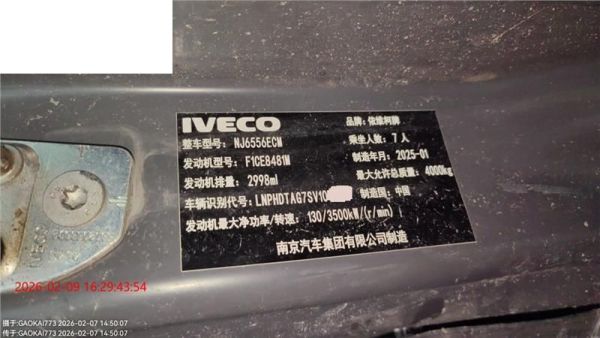 IVECO
品牌：依维柯牌
整车型号：NJ6556ECM
乘坐人数：7人
发动机型号：F1CE8481M
制造年月：2025-01
发动机排量：2998ml
最大允许总质量：4000kg
车辆识别代号：LNPHDTAG7SV10
制造国：中国
发动机最大净功率/转速：130/3500kW/(r/min)
南京汽车集团有限公司制造
IVECO
2026-02-09 16:29:43:54
摄于:GAOKAI773 2026-02-07 14:50:07
传于:GAOKAI773 2026-02-07 14:50:07